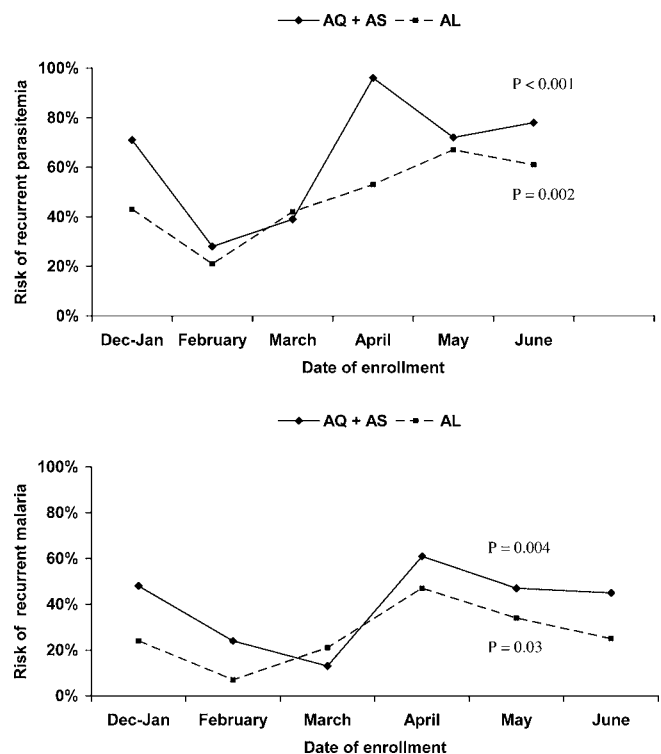 AQ + AS AL
Risk of recurrent parasitemia
100%
80%
60%
40%
20%
0%
P < 0.001
P = 0.002
Dec-Jan February March April May June
Date of enrollment
AQ + AS AL
Risk of recurrent malaria
100%
80%
60%
40%
20%
0%
P = 0.004
P = 0.03
Dec-Jan February March April May June
Date of enrollment